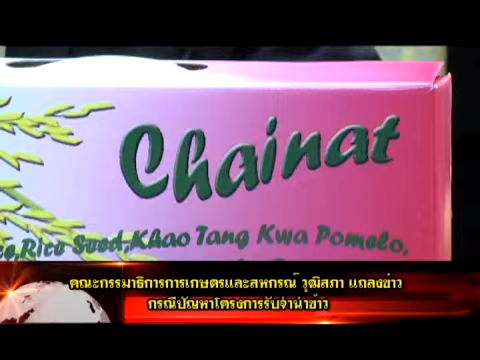 Chainat
Rice Seed,Khao Tang Kwa Pomelo,
คณะกรรมาธิการการเกษตรและสหกรณ์ วุฒิสภา แถลงข่าว
กรณีปัญหาโครงการรับจำนำข้าว